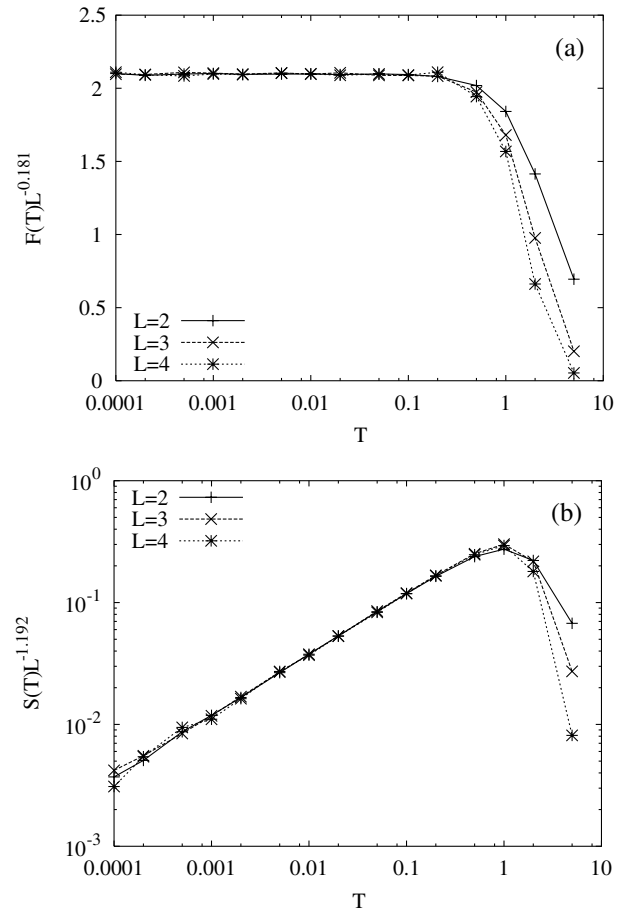 (a)
2.5
2
1.5
1
0.5
0
F(T)L^-0.181
L=2
L=3
L=4
0.0001 0.001 0.01 0.1 1 10
T
(b)
10^0
10^-1
10^-2
10^-3
S(T)L^-1.192
L=2
L=3
L=4
0.0001 0.001 0.01 0.1 1 10
T